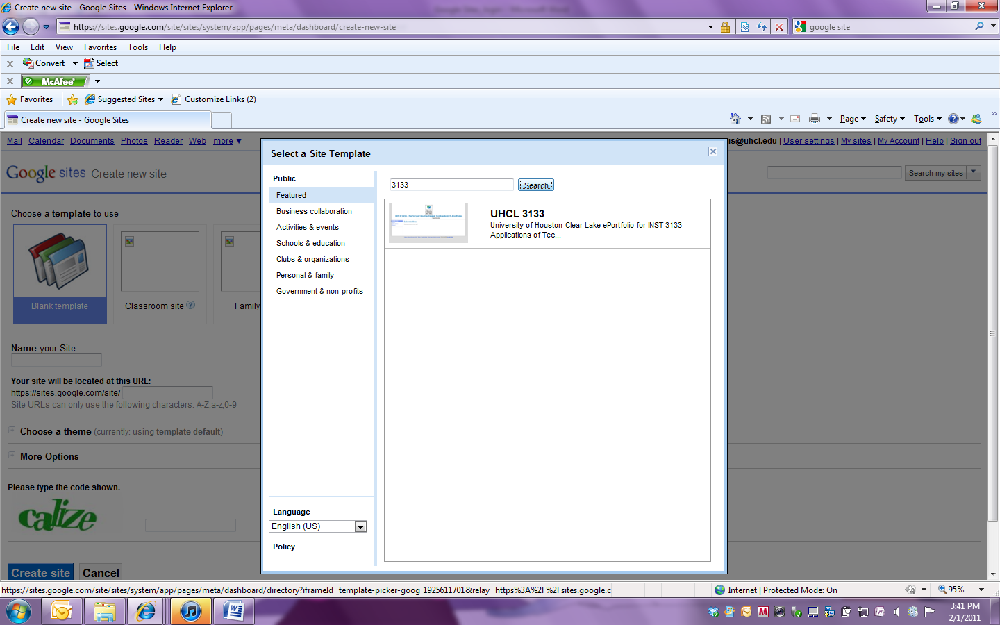 Create new site - Google Sites - Windows Internet Explorer
https://sites.google.com/site/sites/system/app/pages/meta/dashboard/create-new-site
google site
File Edit View Favorites Tools Help
x Convert Select
x McAfee
Favorites Suggested Sites Customize Links (2)
Create new site - Google Sites
Page Safety Tools
Mail Calendar Documents Photos Reader Web more ▼
is@uhcl.edu | User settings | My sites | My Account | Help | Sign out
Google sites Create new site
Search my sites
Choose a template to use
Blank template
Classroom site
Family
Name your Site:
Your site will be located at this URL:
https://sites.google.com/site/
Site URLs can only use the following characters: A-Z,a-z,0-9
Choose a theme (currently: using template default)
More Options
Please type the code shown.
calize
Create site Cancel
Select a Site Template
Public
Featured
Business collaboration
Activities & events
Schools & education
Clubs & organizations
Personal & family
Government & non-profits
Language
English (US)
Policy
3133 Search
UHCL 3133
University of Houston-Clear Lake ePortfolio for INST 3133
Applications of Tec...
https://sites.google.com/site/sites/system/app/pages/meta/dashboard/directory?iframeId=template-picker-goog_1925611701&relay=https%3A%2F%2Fsites.google.c
Internet | Protected Mode: On
95%
3:41 PM
2/1/2011